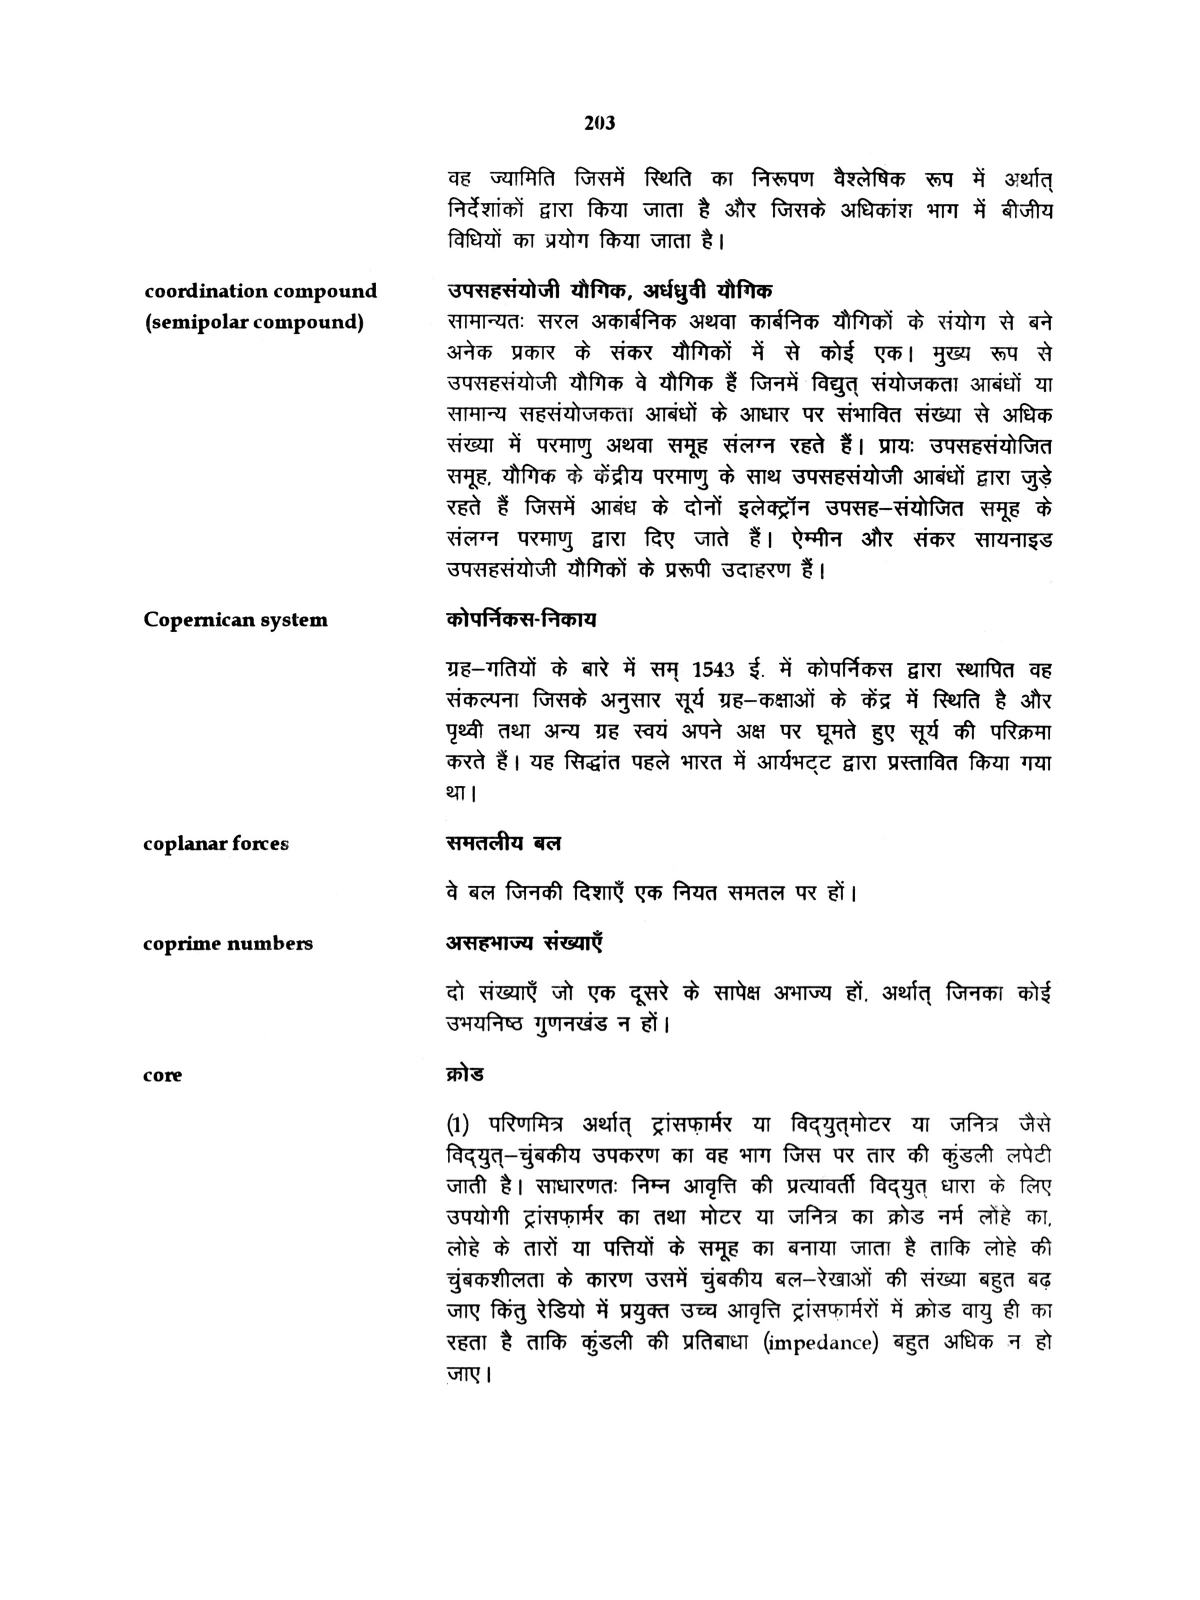 203
वह ज्यामिति जिसमें स्थिति का निरूपण वैश्लेषिक रूप में अर्थात्
निर्देशांकों द्वारा किया जाता है और जिसके अधिकांश भाग में बीजीय
विधियों का प्रयोग किया जाता है।
coordination compound उपसहसंयोजी यौगिक, अर्धध्रुवी यौगिक
(semipolar compound) सामान्यतः सरल अकार्बनिक अथवा कार्बनिक यौगिकों के संयोग से बने
अनेक प्रकार के संकर यौगिकों में से कोई एक। मुख्य रूप से
उपसहसंयोजी यौगिक वे यौगिक हैं जिनमें विद्युत् संयोजकता आबंधों या
सामान्य सहसंयोजकता आबंधों के आधार पर संभावित संख्या से अधिक
संख्या में परमाणु अथवा समूह संलग्न रहते हैं। प्रायः उपसहसंयोजित
समूह, यौगिक के केंद्रीय परमाणु के साथ उपसहसंयोजी आबंधों द्वारा जुड़े
रहते हैं जिसमें आबंध के दोनों इलेक्ट्रॉन उपसह–संयोजित समूह के
संलग्न परमाणु द्वारा दिए जाते हैं। ऐम्मीन और संकर सायनाइड
उपसहसंयोजी यौगिकों के प्ररूपी उदाहरण हैं।
Copernican system कोपर्निकस-निकाय
ग्रह–गतियों के बारे में सम् 1543 ई. में कोपर्निकस द्वारा स्थापित वह
संकल्पना जिसके अनुसार सूर्य ग्रह–कक्षाओं के केंद्र में स्थिति है और
पृथ्वी तथा अन्य ग्रह स्वयं अपने अक्ष पर घूमते हुए सूर्य की परिक्रमा
करते हैं। यह सिद्धांत पहले भारत में आर्यभट्ट द्वारा प्रस्तावित किया गया
था।
coplanar forces समतलीय बल
वे बल जिनकी दिशाएँ एक नियत समतल पर हों।
coprime numbers असहभाज्य संख्याएँ
दो संख्याएँ जो एक दूसरे के सापेक्ष अभाज्य हों, अर्थात् जिनका कोई
उभयनिष्ठ गुणनखंड न हों।
core क्रोड
(1) परिणमित्र अर्थात् ट्रांसफ़ार्मर या विद्‌युत्‌मोटर या जनित्र जैसे
विद्‌युत्–चुंबकीय उपकरण का वह भाग जिस पर तार की कुंडली लपेटी
जाती है। साधारणतः निम्न आवृत्ति की प्रत्यावर्ती विद्‌युत् धारा के लिए
उपयोगी ट्रांसफ़ार्मर का तथा मोटर या जनित्र का क्रोड नर्म लोहे का,
लोहे के तारों या पत्तियों के समूह का बनाया जाता है ताकि लोहे की
चुंबकशीलता के कारण उसमें चुंबकीय बल–रेखाओं की संख्या बहुत बढ़
जाए किंतु रेडियो में प्रयुक्त उच्च आवृत्ति ट्रांसफार्मरों में क्रोड वायु ही का
रहता है ताकि कुंडली की प्रतिबाधा (impedance) बहुत अधिक न हो
जाए।